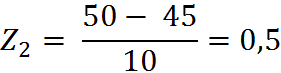 Z₂ = (50 − 45) / 10 = 0,5